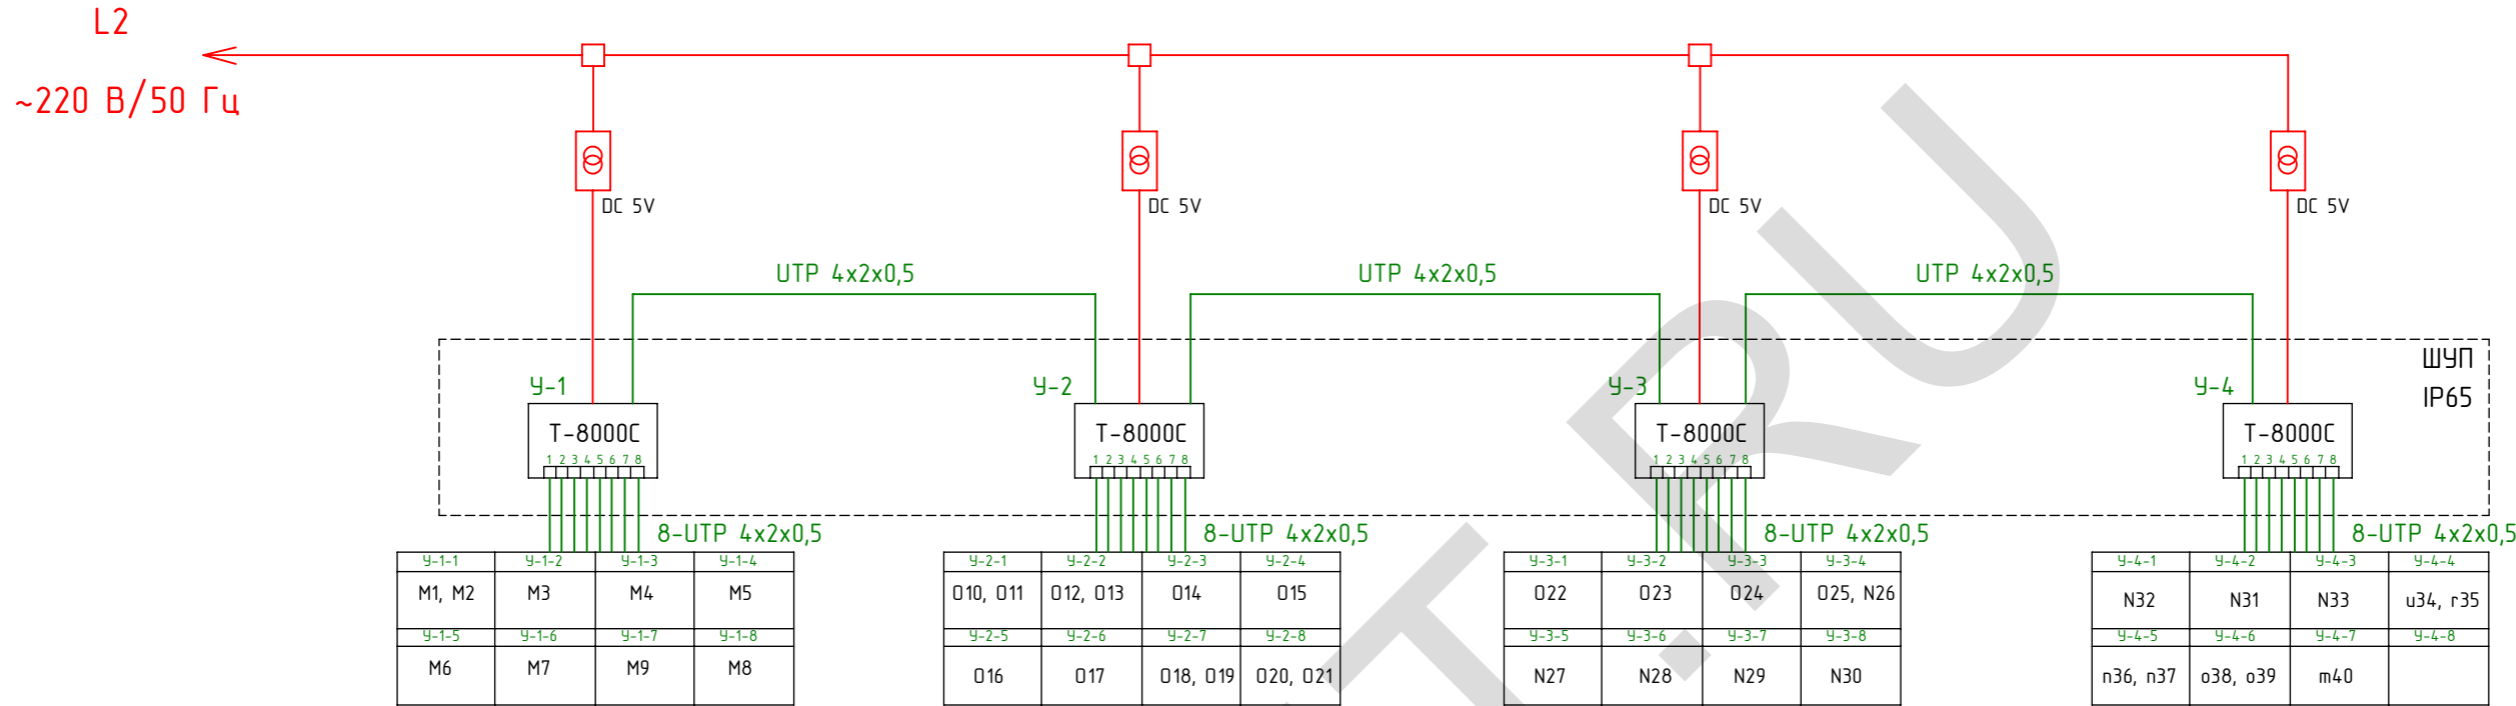 L2
~220 В/50 Гц
DC 5V
DC 5V
DC 5V
DC 5V
UTP 4x2x0,5
UTP 4x2x0,5
UTP 4x2x0,5
ШУП
IP65
У-1
У-2
У-3
У-4
T-8000C
T-8000C
T-8000C
T-8000C
1 2 3 4 5 6 7 8
1 2 3 4 5 6 7 8
1 2 3 4 5 6 7 8
1 2 3 4 5 6 7 8
8-UTP 4x2x0,5
8-UTP 4x2x0,5
8-UTP 4x2x0,5
8-UTP 4x2x0,5
У-1-1 У-1-2 У-1-3 У-1-4
M1, M2 M3 M4 M5
У-1-5 У-1-6 У-1-7 У-1-8
M6 M7 M9 M8
У-2-1 У-2-2 У-2-3 У-2-4
O10, O11 O12, O13 O14 O15
У-2-5 У-2-6 У-2-7 У-2-8
O16 O17 O18, O19 O20, O21
У-3-1 У-3-2 У-3-3 У-3-4
O22 O23 O24 O25, N26
У-3-5 У-3-6 У-3-7 У-3-8
N27 N28 N29 N30
У-4-1 У-4-2 У-4-3 У-4-4
N32 N31 N33 u34, r35
У-4-5 У-4-6 У-4-7 У-4-8
n36, n37 o38, o39 m40
T.RU